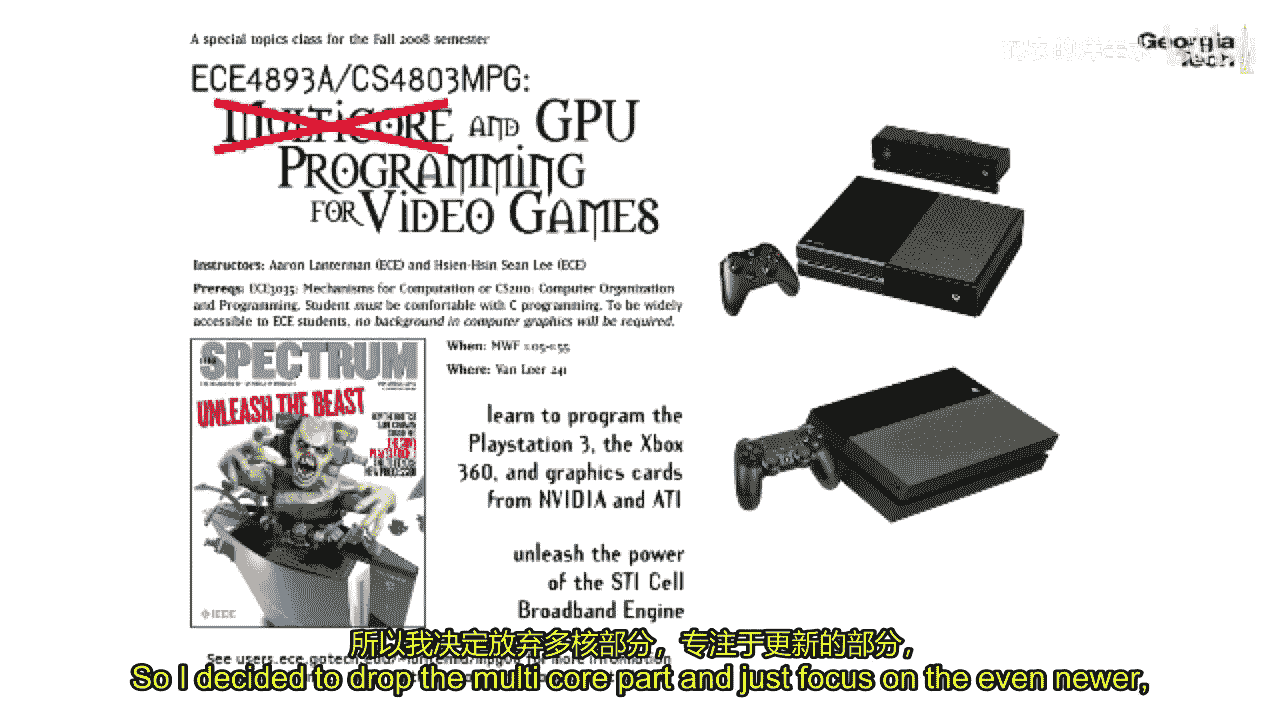 A special topics class for the Fall 2008 semester
Georgia
Tech
ECE4893A/CS4803MPG:
MULTICORE AND GPU
PROGRAMMING
FOR VIDEO GAMES
Instructors: Aaron Lanterman (ECE) and Hsien-Hsin Sean Lee (ECE)
Prereqs: ECE3035: Mechanisms for Computation or CS2110: Computer Organization
and Programming. Student must be comfortable with C programming. To be widely
accessible to ECE students, no background in computer graphics will be required.
When: MWF 1:05-1:55
Where: Van Leer 241
SPECTRUM
UNLEASH THE BEAST
IEEE
learn to program the
Playstation 3, the Xbox
360, and graphics cards
from NVIDIA and ATI
unleash the power
of the STI Cell
Broadband Engine
所以我决定放弃多核部分，专注于更新的部分，
So I decided to drop the multi core part and just focus on the even newer,